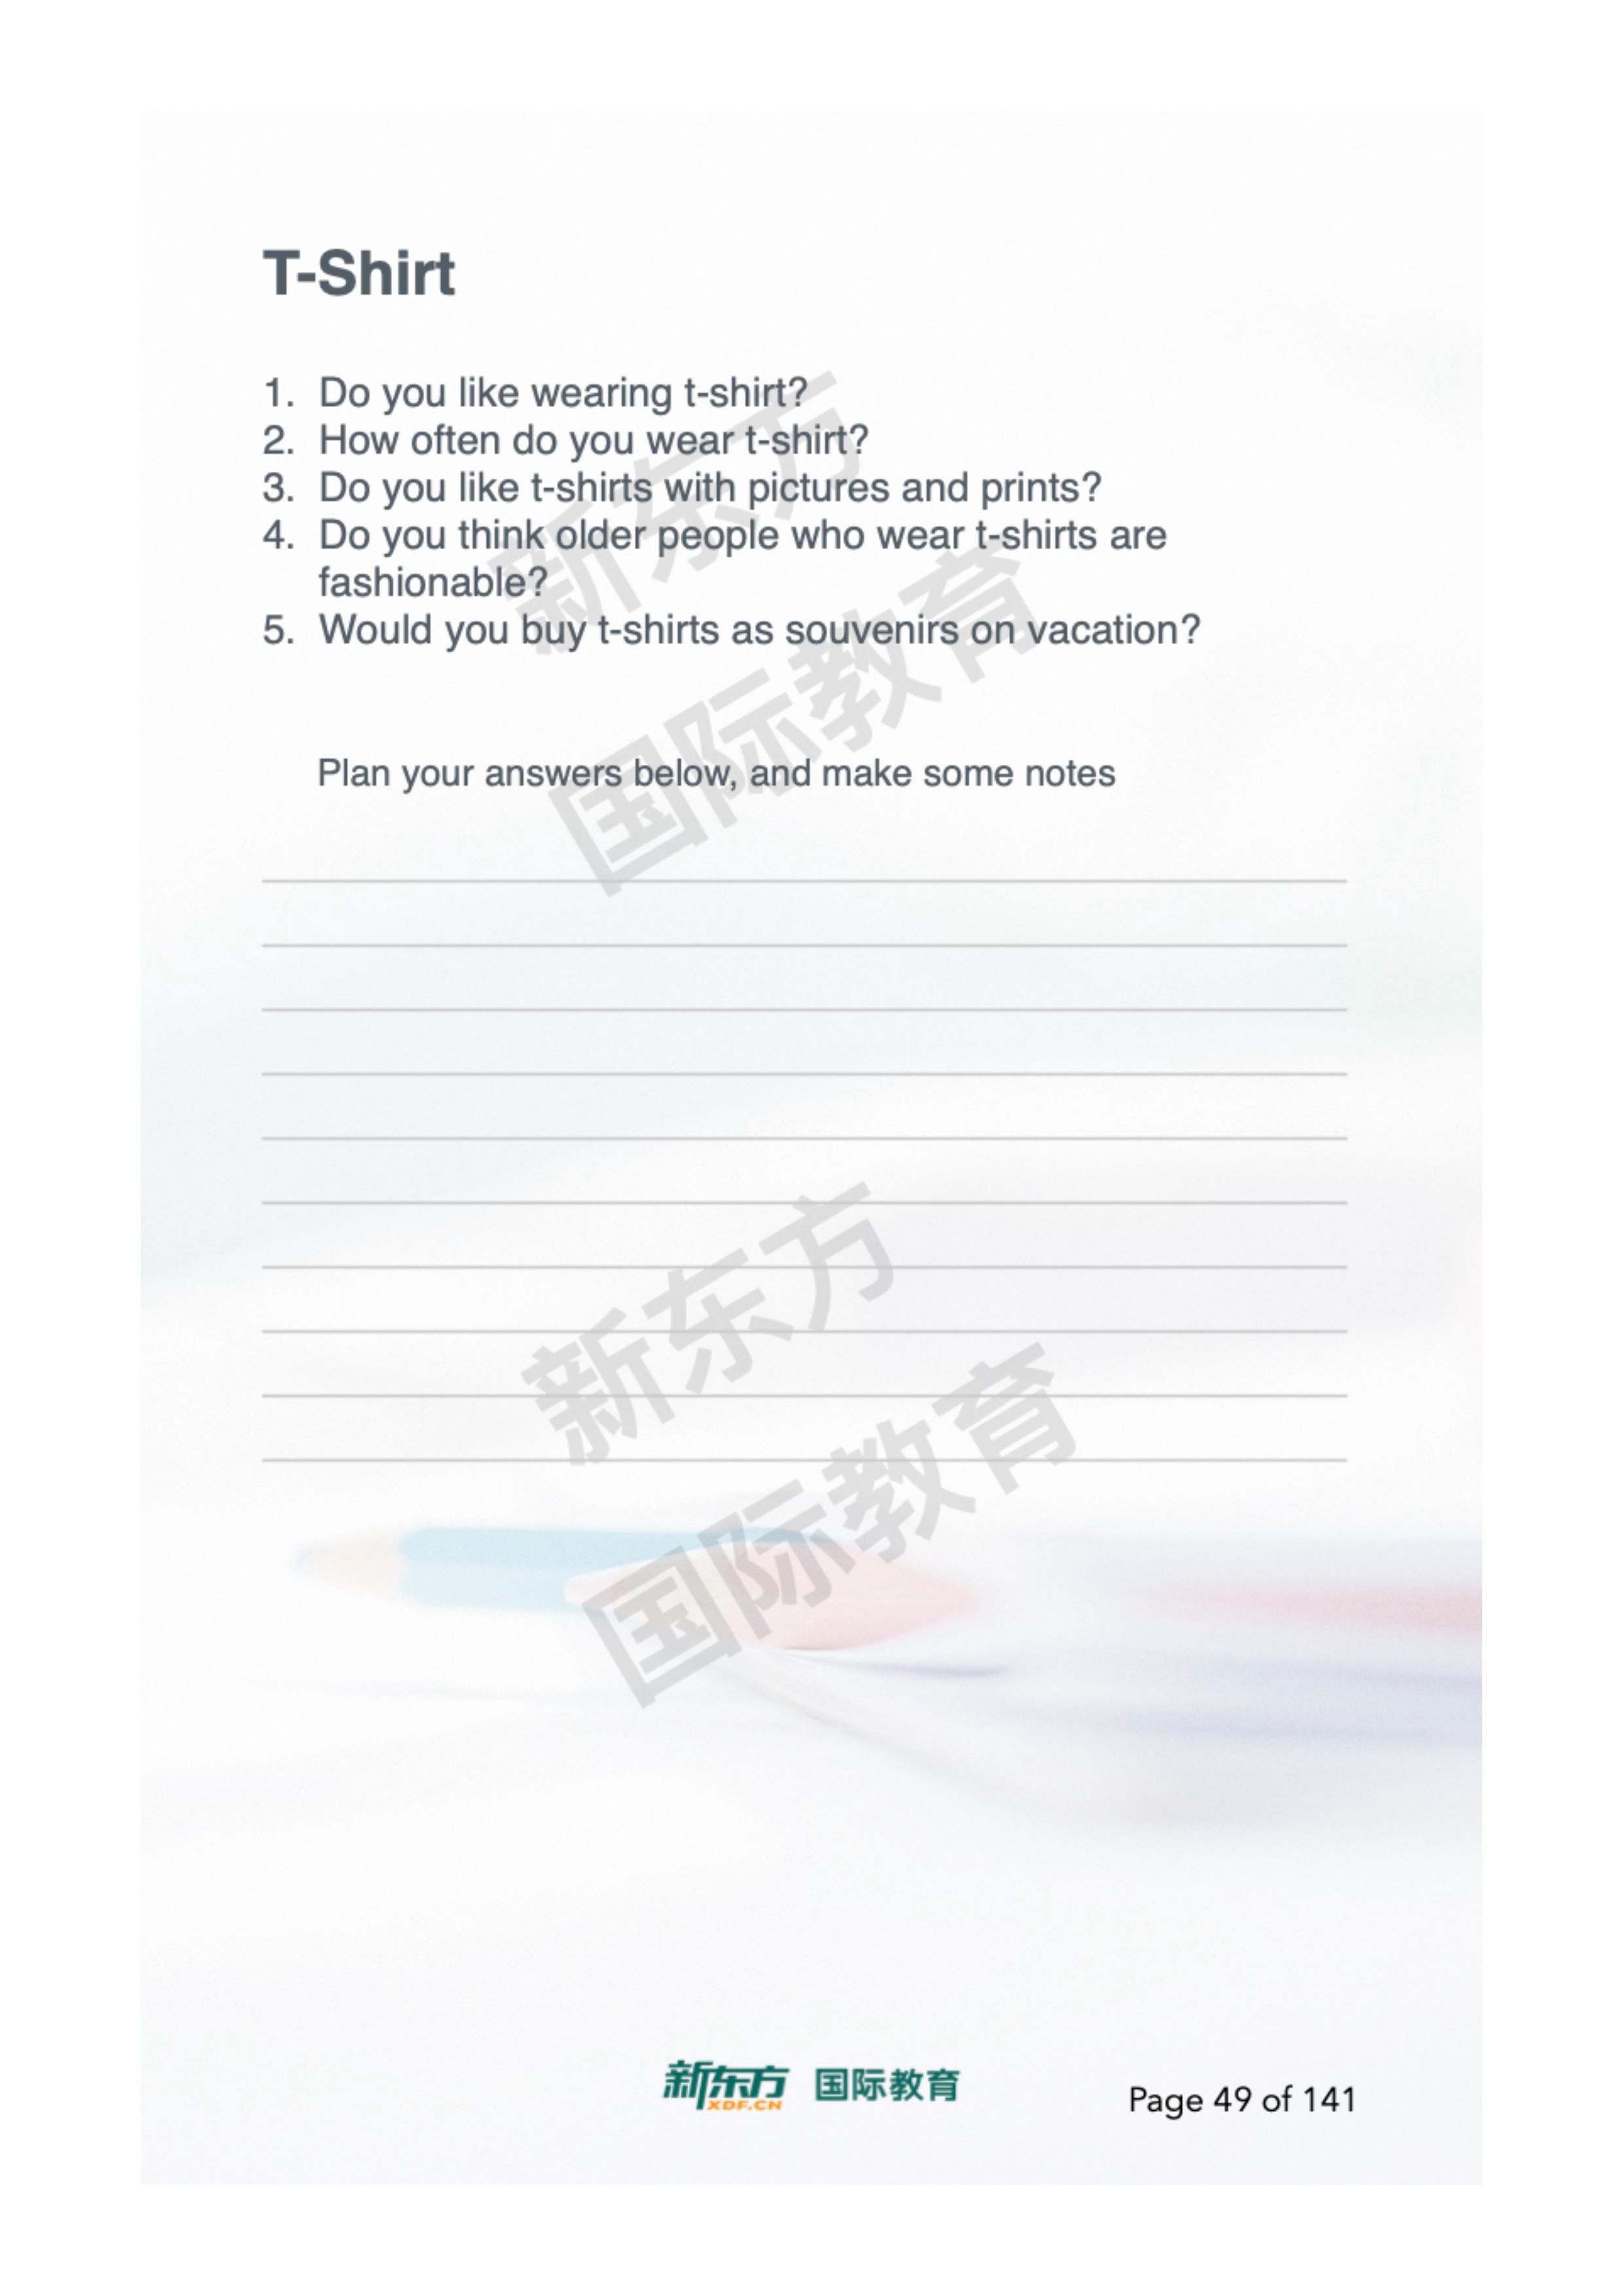 T-Shirt
1. Do you like wearing t-shirt?
2. How often do you wear t-shirt?
3. Do you like t-shirts with pictures and prints?
4. Do you think older people who wear t-shirts are
fashionable?
5. Would you buy t-shirts as souvenirs on vacation?
新东方
国际教育
Plan your answers below, and make some notes
新东方
国际教育
新东方 国际教育
XDF.CN
Page 49 of 141